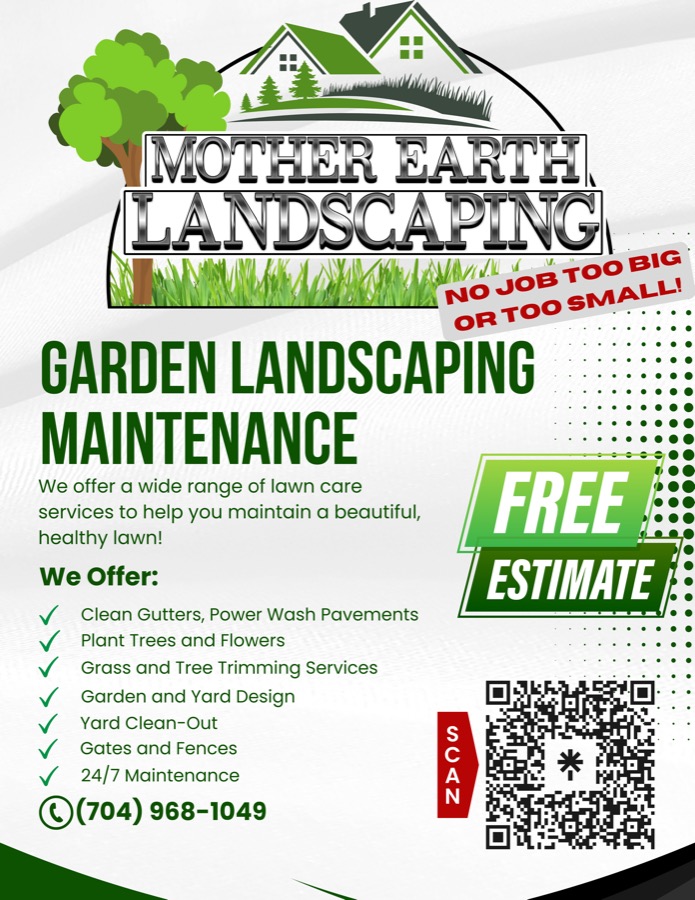 MOTHER EARTH
LANDSCAPING
NO JOB TOO BIG
OR TOO SMALL!
GARDEN LANDSCAPING
MAINTENANCE
We offer a wide range of lawn care
services to help you maintain a beautiful,
healthy lawn!
FREE
ESTIMATE
We Offer:
Clean Gutters, Power Wash Pavements
Plant Trees and Flowers
Grass and Tree Trimming Services
Garden and Yard Design
Yard Clean-Out
Gates and Fences
24/7 Maintenance
(704) 968-1049
SCAN